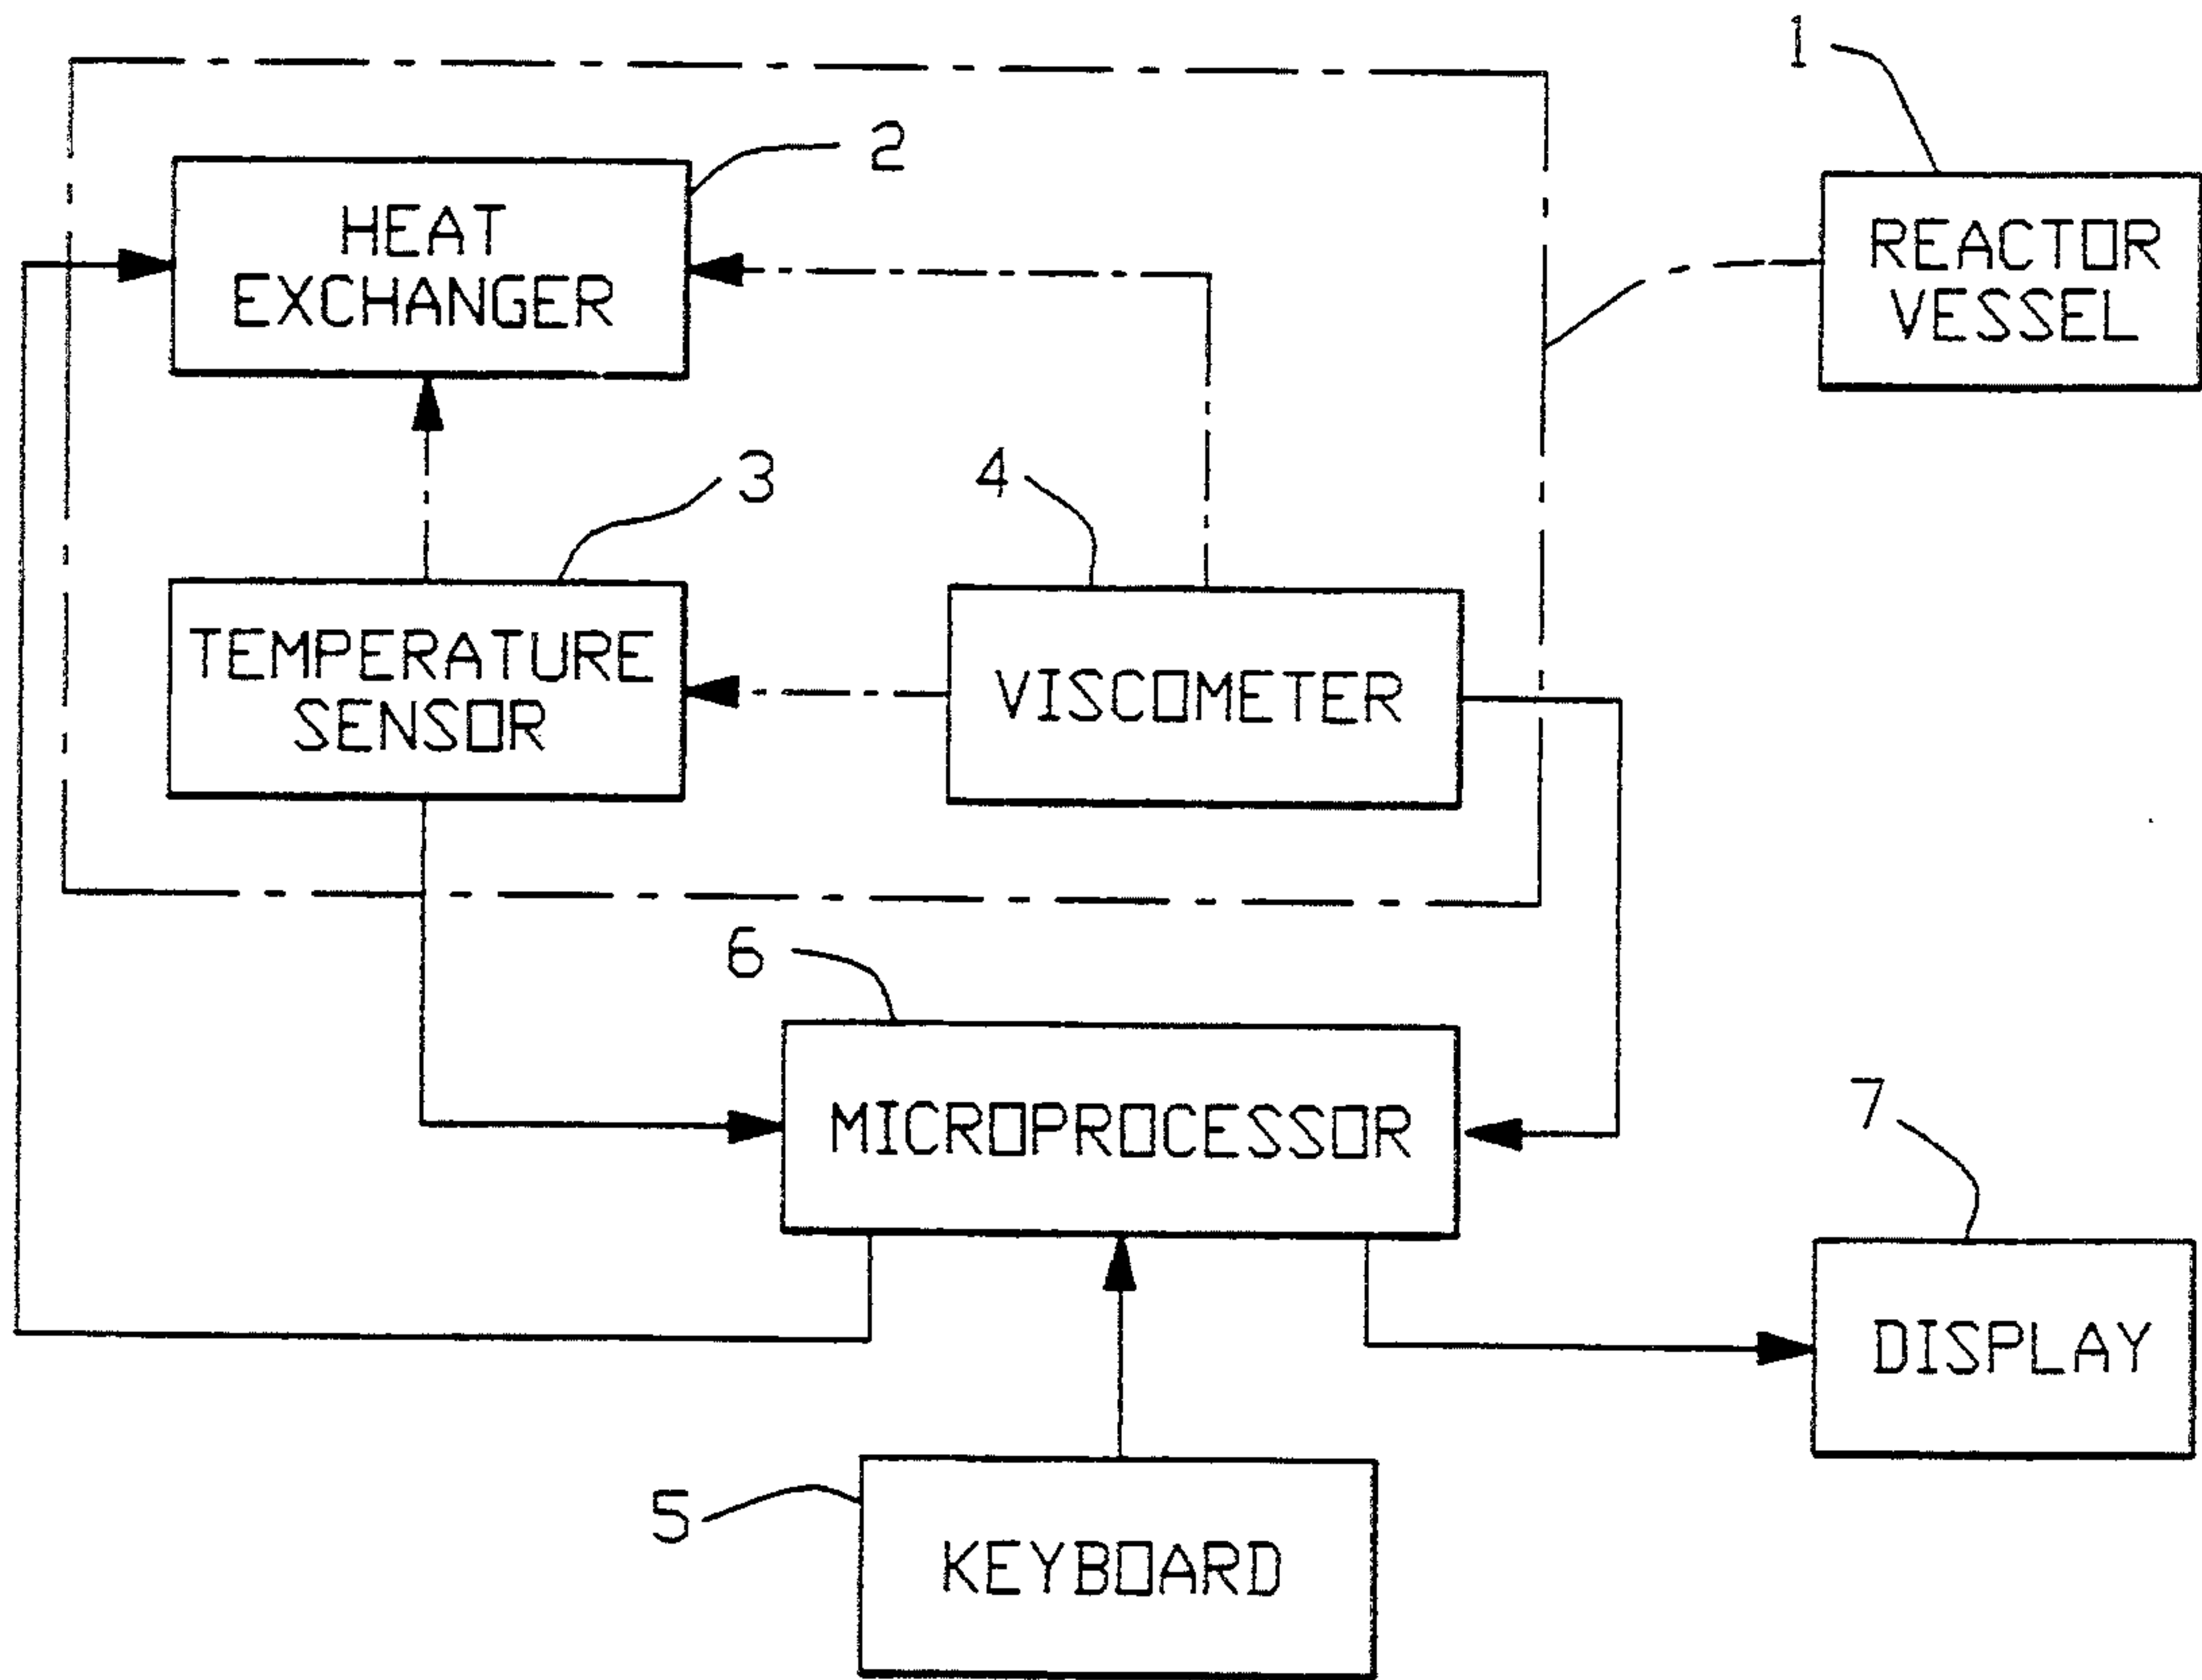 1
2
HEAT
EXCHANGER
REACTOR
VESSEL
3
4
TEMPERATURE
SENSOR
VISCOMETER
6
MICROPROCESSOR
7
DISPLAY
5
KEYBOARD